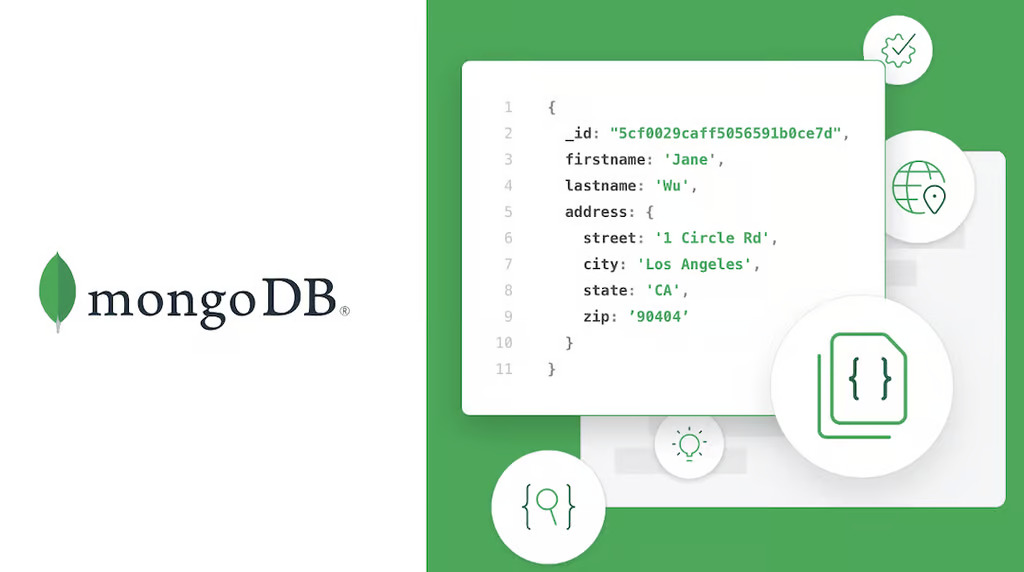 mongoDB®
1 {
2 _id: "5cf0029caff5056591b0ce7d",
3 firstname: 'Jane',
4 lastname: 'Wu',
5 address: {
6 street: '1 Circle Rd',
7 city: 'Los Angeles',
8 state: 'CA',
9 zip: ’90404’
10 }
11 }
{ }
{ }